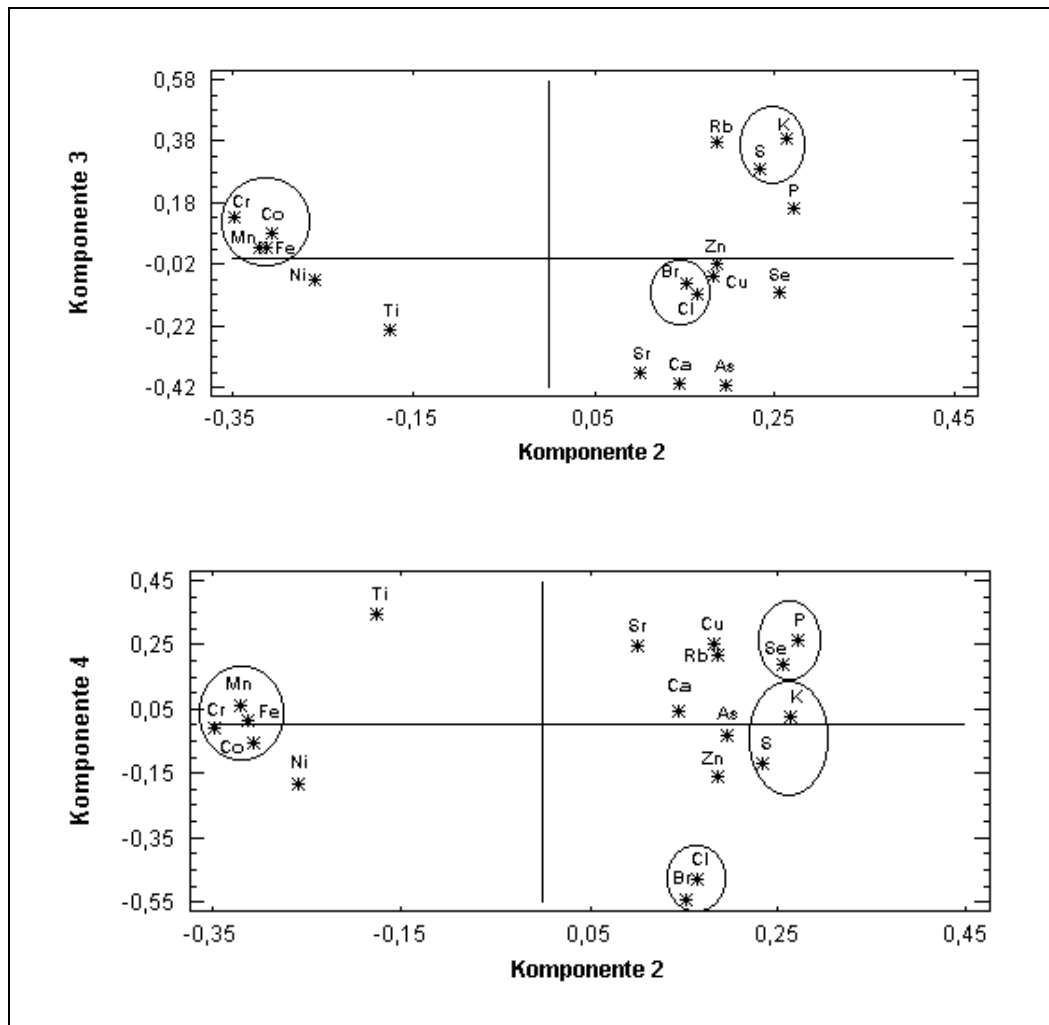 0,58
Rb K
0,38
S
P
Cr
0,18
Co
Mn Fe Zn
-0,02
Ni Br Cu Se
Cl
Ti
-0,22
Sr Ca As
-0,42
-0,35 -0,15 0,05 0,25 0,45
Komponente 3
Komponente 2
0,45
Ti
Sr Cu P
0,25
Rb Se
Mn Ca K
0,05
Cr Fe As
Co S
Ni Zn
-0,15
-0,35
Cl
Br
-0,55
-0,35 -0,15 0,05 0,25 0,45
Komponente 4
Komponente 2